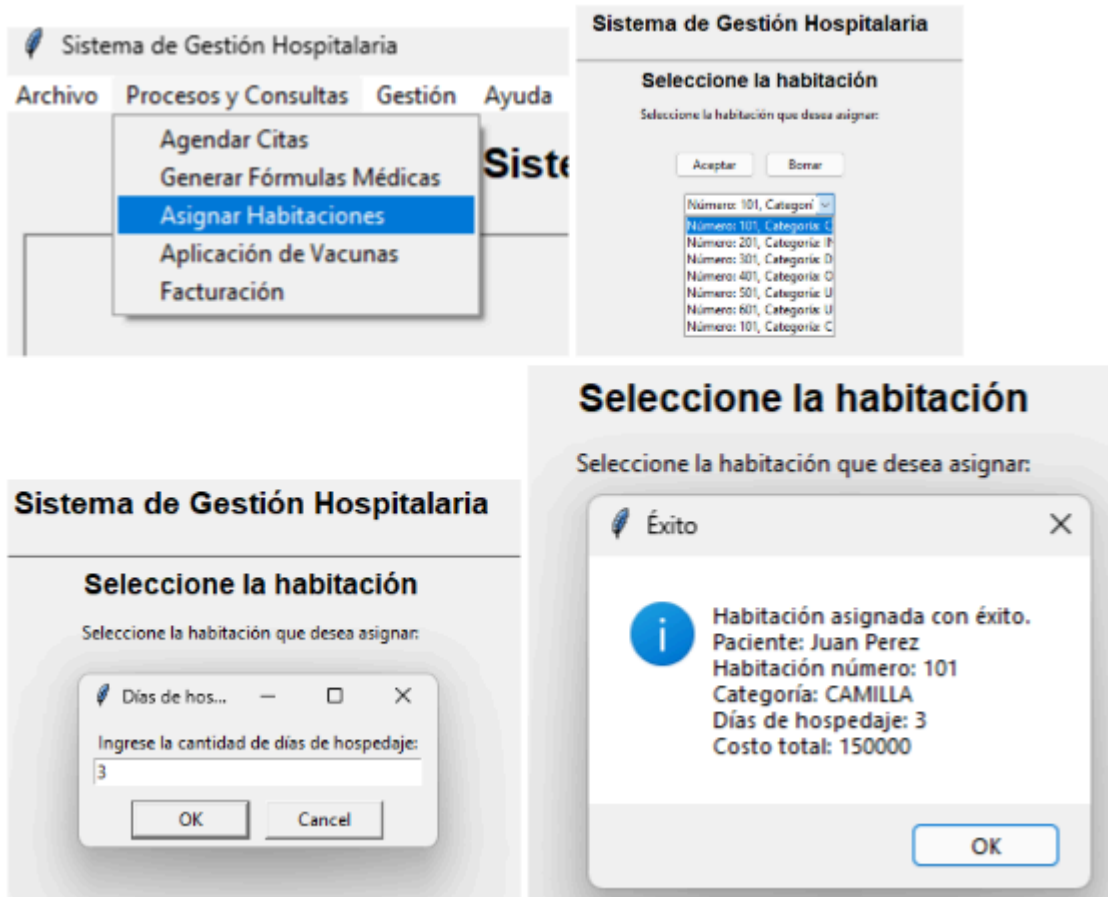 Sistema de Gestión Hospitalaria
Archivo Procesos y Consultas Gestión Ayuda
Agendar Citas
Generar Fórmulas Médicas
Asignar Habitaciones
Aplicación de Vacunas
Facturación
Siste
Sistema de Gestión Hospitalaria
Seleccione la habitación
Seleccione la habitación que desea asignar:
Aceptar Borrar
Número: 101, Categorí
Número: 101, Categoría: C
Número: 201, Categoría: IN
Número: 301, Categoría: D
Número: 401, Categoría: O
Número: 501, Categoría: U
Número: 601, Categoría: U
Número: 101, Categoría: C
Sistema de Gestión Hospitalaria
Seleccione la habitación
Seleccione la habitación que desea asignar:
Días de hos...
Ingrese la cantidad de días de hospedaje:
3
OK Cancel
Seleccione la habitación
Seleccione la habitación que desea asignar:
Éxito
Habitación asignada con éxito.
Paciente: Juan Perez
Habitación número: 101
Categoría: CAMILLA
Días de hospedaje: 3
Costo total: 150000
OK